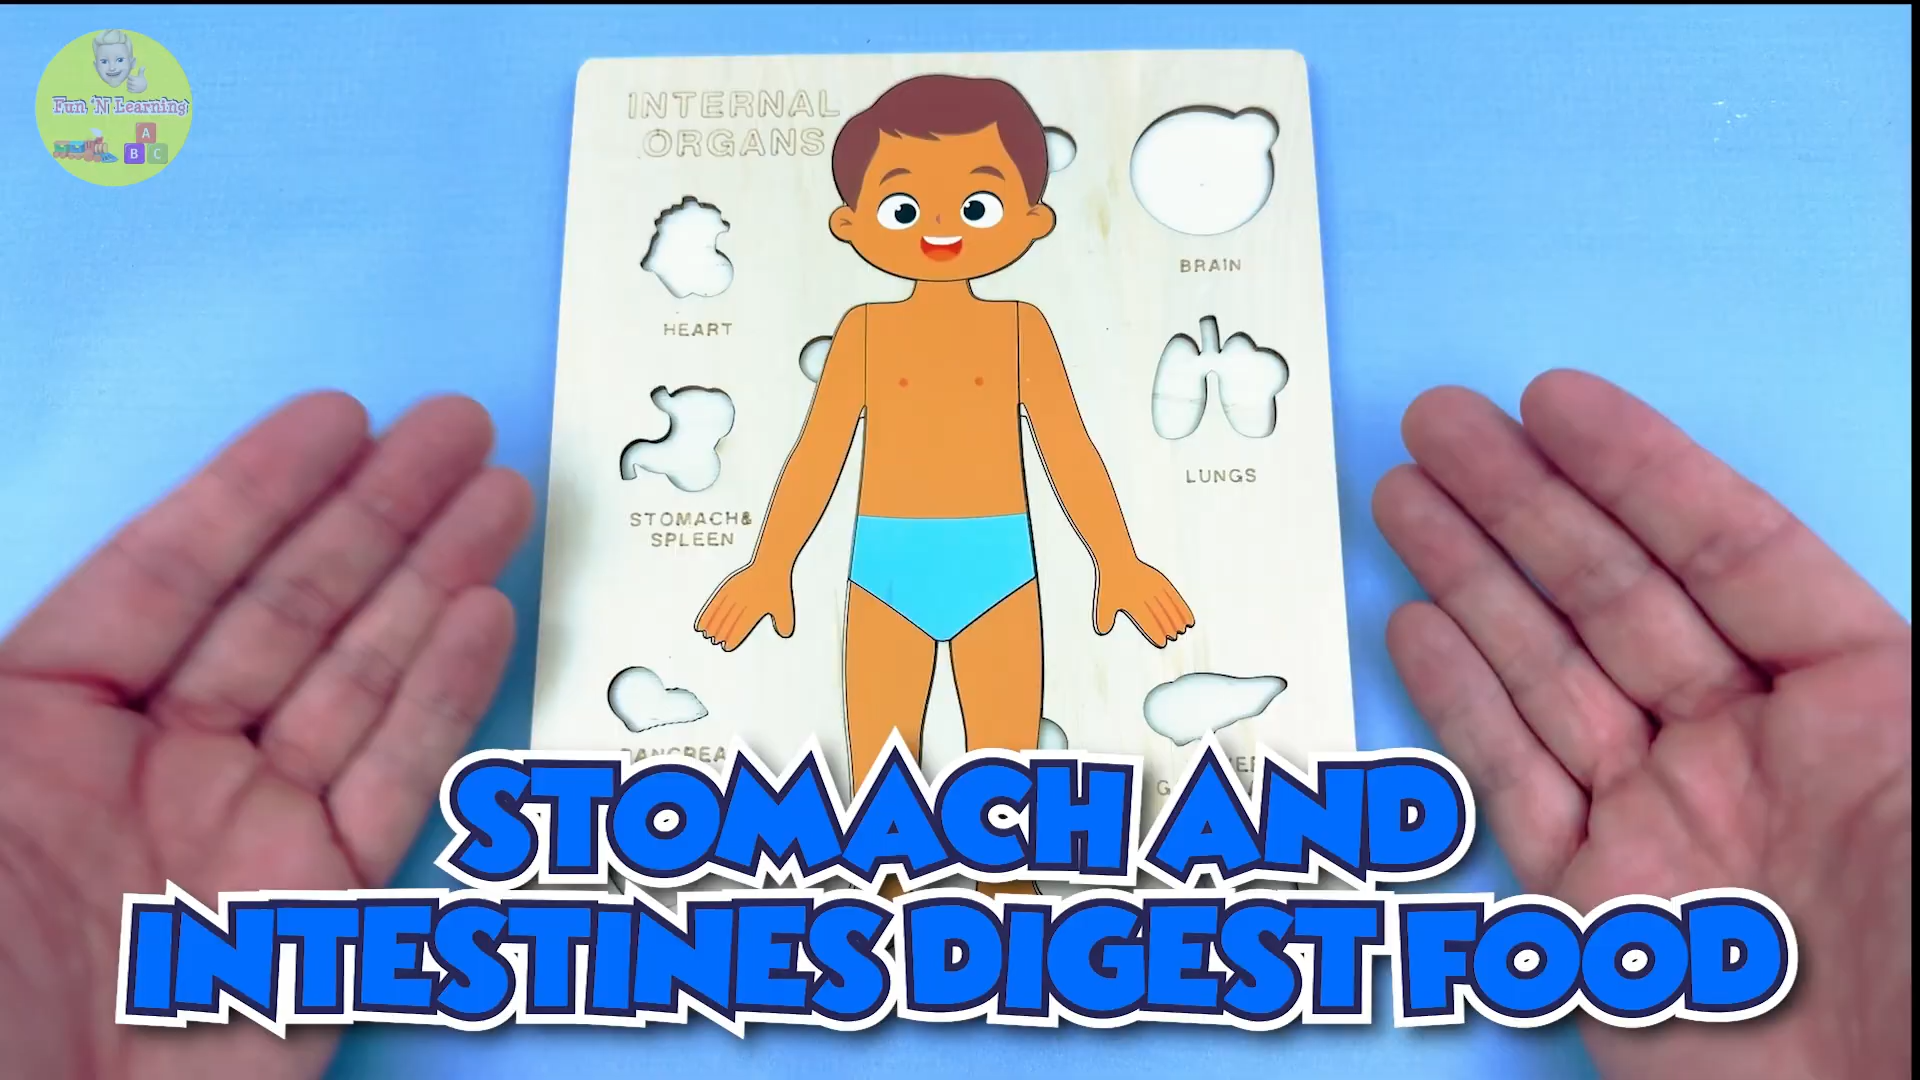 Fun 'N Learning
A
B C
INTERNAL
ORGANS
BRAIN
HEART
LUNGS
STOMACH&
SPLEEN
STOMACH AND
INTESTINES DIGEST FOOD